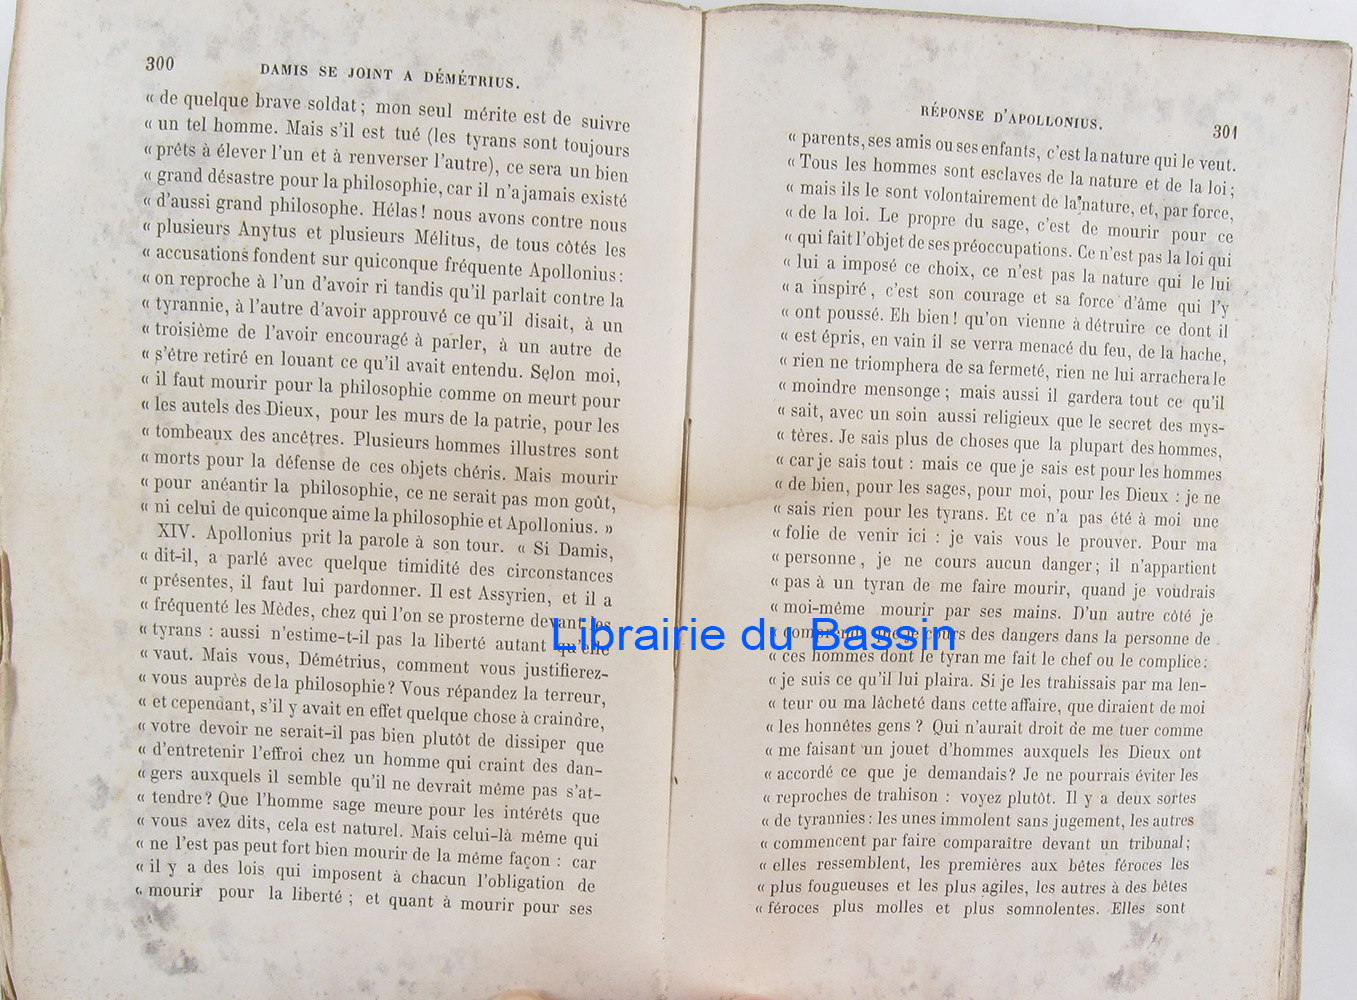 300 DAMIS SE JOINT A DÉMÉTRIUS.
« de quelque brave soldat ; mon seul mérite est de suivre
« un tel homme. Mais s'il est tué (les tyrans sont toujours
« prêts à élever l'un et à renverser l'autre), ce sera un bien
« grand désastre pour la philosophie, car il n'a jamais existé
« d'aussi grand philosophe. Hélas ! nous avons contre nous
« plusieurs Anytus et plusieurs Mélitus, de tous côtés les
« accusations fondent sur quiconque fréquente Apollonius :
« on reproche à l'un d'avoir ri tandis qu'il parlait contre la
« tyrannie, à l'autre d'avoir approuvé ce qu'il disait, à un
« troisième de l'avoir encouragé à parler, à un autre de
« s'être retiré en louant ce qu'il avait entendu. Selon moi,
« il faut mourir pour la philosophie comme on meurt pour
« les autels des Dieux, pour les murs de la patrie, pour les
« tombeaux des ancêtres. Plusieurs hommes illustres sont
« morts pour la défense de ces objets chéris. Mais mourir
« pour anéantir la philosophie, ce ne serait pas mon goût,
« ni celui de quiconque aime la philosophie et Apollonius. »
XIV. Apollonius prit la parole à son tour. « Si Damis,
« dit-il, a parlé avec quelque timidité des circonstances
« présentes, il faut lui pardonner. Il est Assyrien, et il a
« fréquenté les Mèdes, chez qui l'on se prosterne devant les
« tyrans : aussi n'estime-t-il pas la liberté autant qu'elle
« vaut. Mais vous, Démétrius, comment vous justifierez-
« vous auprès de la philosophie ? Vous répandez la terreur,
« et cependant, s'il y avait en effet quelque chose à craindre,
« votre devoir ne serait-il pas bien plutôt de dissiper que
« d'entretenir l'effroi chez un homme qui craint des dan-
« gers auxquels il semble qu'il ne devrait même pas s'at-
« tendre ? Que l'homme sage meure pour les intérêts que
« vous avez dits, cela est naturel. Mais celui-là même qui
« ne l'est pas peut fort bien mourir de la même façon : car
« il y a des lois qui imposent à chacun l'obligation de
« mourir pour la liberté ; et quant à mourir pour ses
RÉPONSE D'APOLLONIUS. 301
« parents, ses amis ou ses enfants, c'est la nature qui le veut.
« Tous les hommes sont esclaves de la nature et de la loi ;
« mais ils le sont volontairement de la nature, et, par force,
« de la loi. Le propre du sage, c'est de mourir pour ce
« qui fait l'objet de ses préoccupations. Ce n'est pas la loi qui
« lui a imposé ce choix, ce n'est pas la nature qui le lui
« a inspiré, c'est son courage et sa force d'âme qui l'y
« ont poussé. Eh bien ! qu'on vienne à détruire ce dont il
« est épris, en vain il se verra menacé du feu, de la hache,
« rien ne triomphera de sa fermeté, rien ne lui arrachera le
« moindre mensonge ; mais aussi il gardera tout ce qu'il
« sait, avec un soin aussi religieux que le secret des mys-
« tères. Je sais plus de choses que la plupart des hommes,
« car je sais tout : mais ce que je sais est pour les hommes
« de bien, pour les sages, pour moi, pour les Dieux : je ne
« sais rien pour les tyrans. Et ce n'a pas été à moi une
« folie de venir ici : je vais vous le prouver. Pour ma
« personne, je ne cours aucun danger ; il n'appartient
« pas à un tyran de me faire mourir, quand je voudrais
« moi-même mourir par ses mains. D'un autre côté je
« comprends que je cours des dangers dans la personne de
« ces hommes dont le tyran me fait le chef ou le complice :
« je suis ce qu'il lui plaira. Si je les trahissais par ma len-
« teur ou ma lâcheté dans cette affaire, que diraient de moi
« les honnêtes gens ? Qui n'aurait droit de me tuer comme
« me faisant un jouet d'hommes auxquels les Dieux ont
« accordé ce que je demandais ? Je ne pourrais éviter les
« reproches de trahison : voyez plutôt. Il y a deux sortes
« de tyrannies : les unes immolent sans jugement, les autres
« commencent par faire comparaître devant un tribunal ;
« elles ressemblent, les premières aux bêtes féroces les
« plus fougueuses et les plus agiles, les autres à des bêtes
« féroces plus molles et plus somnolentes. Elles sont
Librairie du Bassin